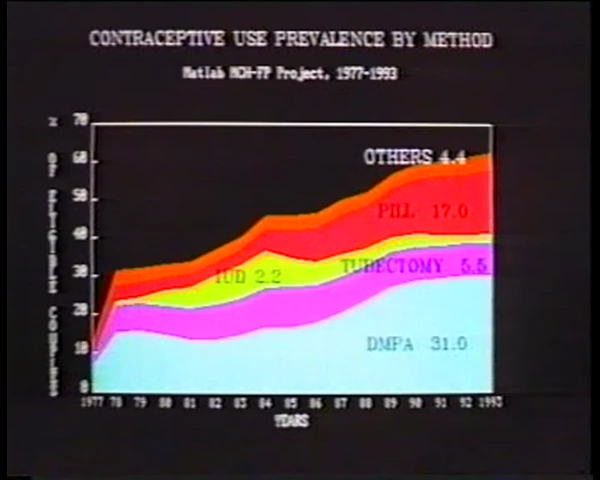 CONTRACEPTIVE USE PREVALENCE BY METHOD
Matlab MCH-FP Project, 1977-1993
% OF ELIGIBLE COUPLES
70
60
50
40
30
20
10
0
OTHERS 4.4
PILL 17.0
IUD 2.2
TUBECTOMY 5.5
DMPA 31.0
1977 78 79 80 81 82 83 84 85 86 87 88 89 90 91 92 1993
YEARS